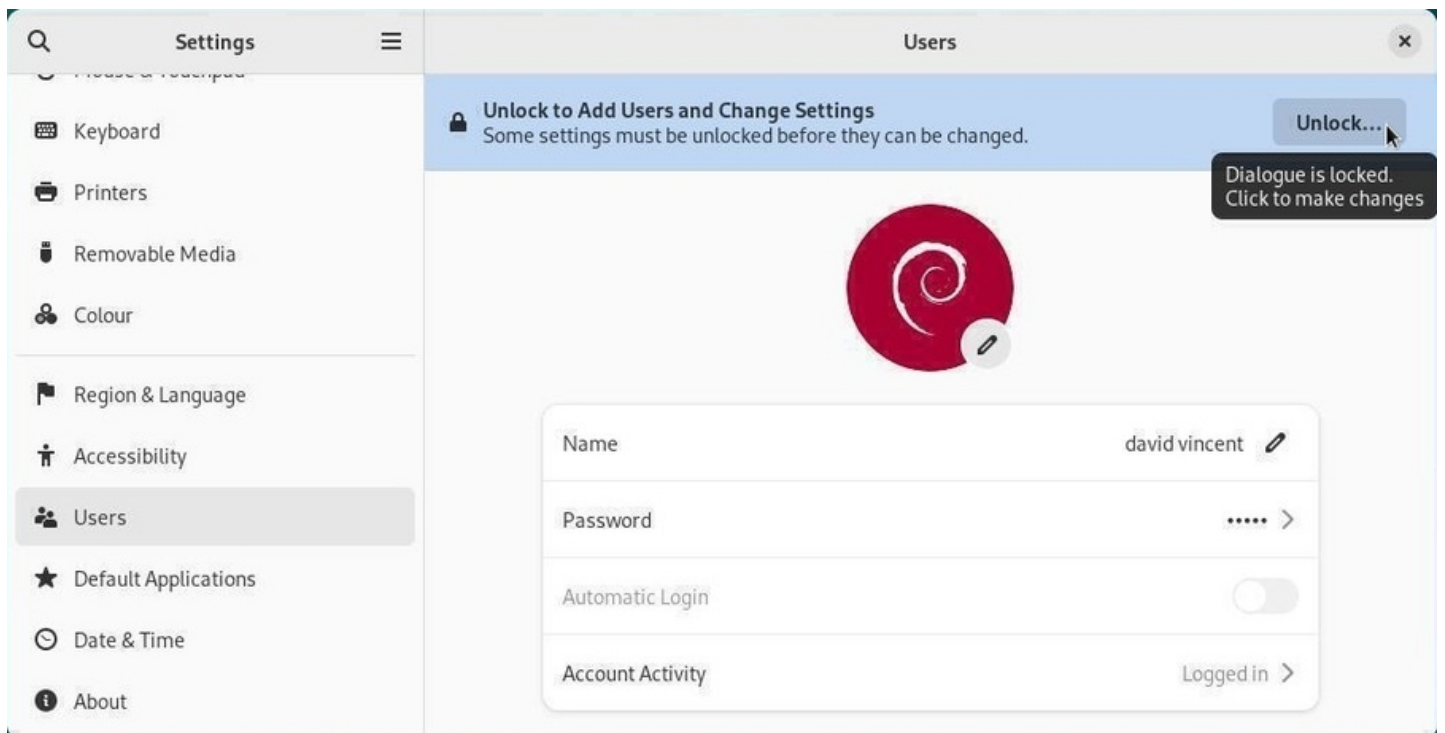 Settings
Users
Mouse & Touchpad
Keyboard
Printers
Removable Media
Colour
Region & Language
Accessibility
Users
Default Applications
Date & Time
About
Unlock to Add Users and Change Settings
Some settings must be unlocked before they can be changed.
Unlock...
Dialogue is locked.
Click to make changes
Name
david vincent
Password
•••••
Automatic Login
Account Activity
Logged in